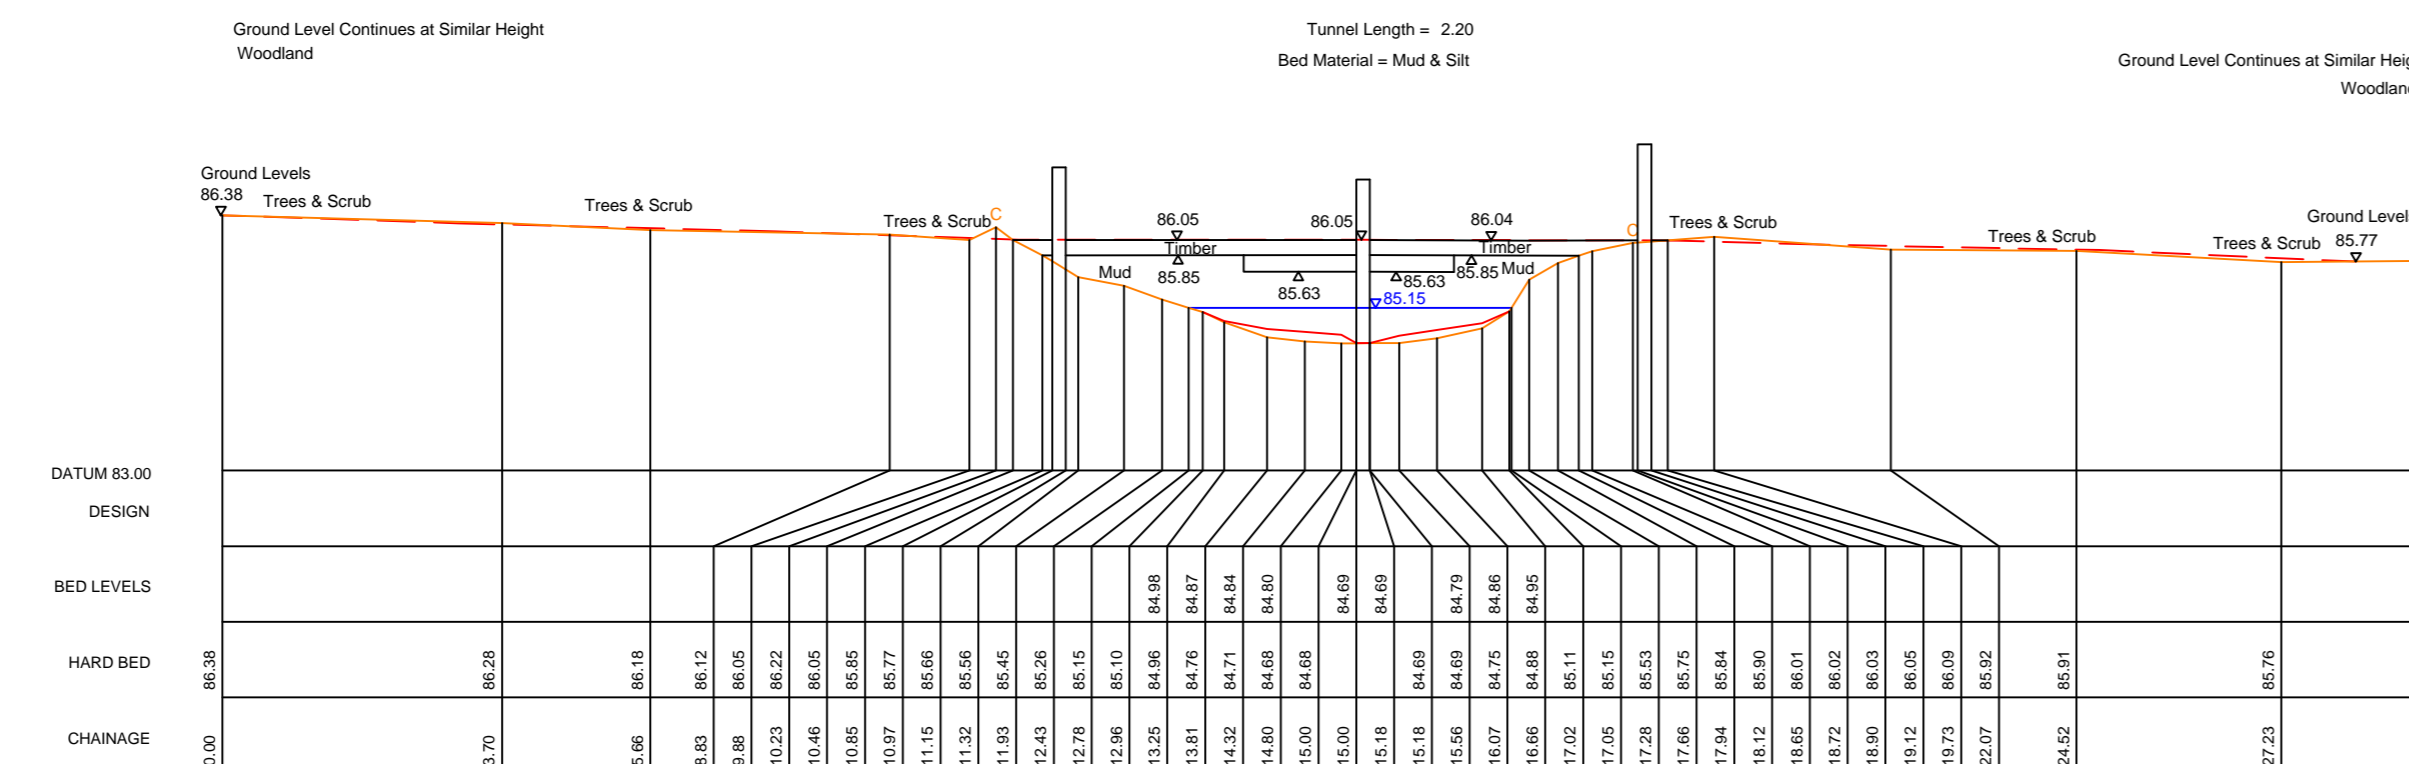 Ground Level Continues at Similar Height
Woodland
Tunnel Length = 2.20
Bed Material = Mud & Silt
Ground Level Continues at Similar Heig
Woodlan
Ground Levels
86.38
Trees & Scrub
Trees & Scrub
Trees & Scrub
C
86.05
86.05
86.04
C
Trees & Scrub
Trees & Scrub
Trees & Scrub
Ground Levels
85.77
Timber
Timber
Mud
85.85
85.63
85.63
85.85
Mud
85.15
DATUM 83.00
DESIGN
BED LEVELS
84.98 84.87 84.84 84.80 84.69 84.69 84.79 84.86 84.95
HARD BED
86.38 86.28 86.18 86.12 86.05 86.22 86.05 85.85 85.77 85.66 85.56 85.45 85.26 85.15 85.10 84.96 84.76 84.71 84.68 84.68 84.69 84.69 84.75 84.88 85.11 85.15 85.53 85.75 85.84 85.90 86.01 86.02 86.03 86.05 86.09 85.92 85.91 85.76
CHAINAGE
0.00 3.70 5.66 8.83 9.88 10.23 10.46 10.85 10.97 11.15 11.32 11.93 12.43 12.78 12.96 13.25 13.81 14.32 14.80 15.00 15.00 15.18 15.18 15.56 16.07 16.66 17.02 17.05 17.28 17.66 17.94 18.12 18.65 18.72 18.90 19.12 19.73 22.07 24.52 27.23